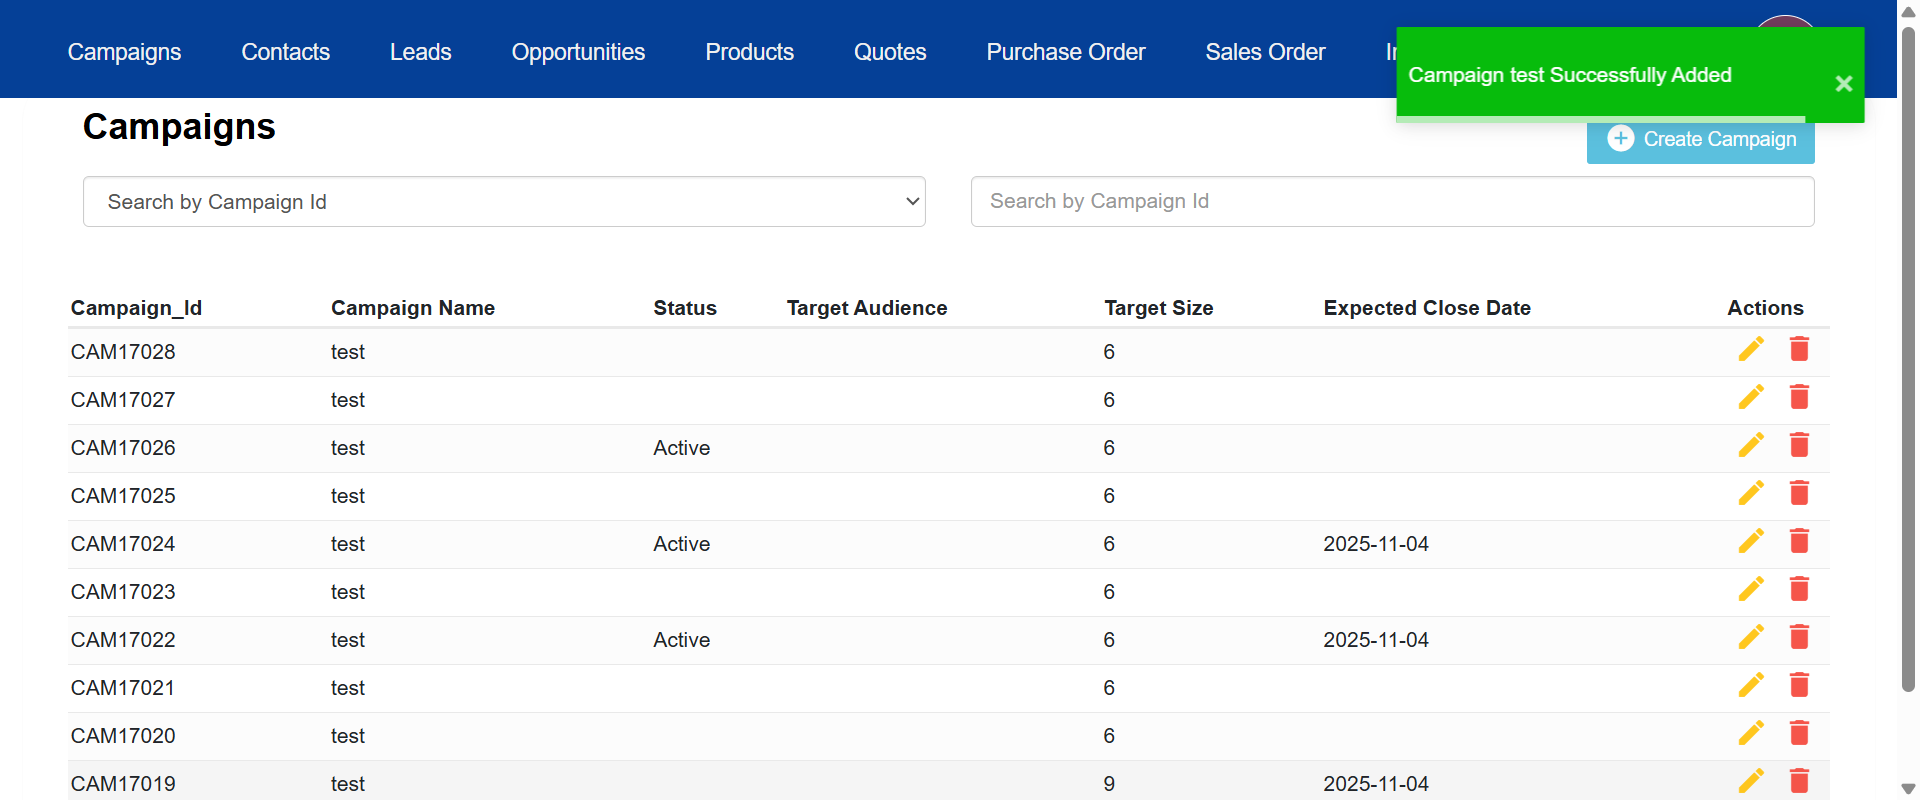 Campaigns Contacts Leads Opportunities Products Quotes Purchase Order Sales Order
Campaign test Successfully Added
Campaigns
Create Campaign
Search by Campaign Id
Search by Campaign Id
Campaign_Id Campaign Name Status Target Audience Target Size Expected Close Date Actions
CAM17028 test 6
CAM17027 test 6
CAM17026 test Active 6
CAM17025 test 6
CAM17024 test Active 6 2025-11-04
CAM17023 test 6
CAM17022 test Active 6 2025-11-04
CAM17021 test 6
CAM17020 test 6
CAM17019 test 9 2025-11-04